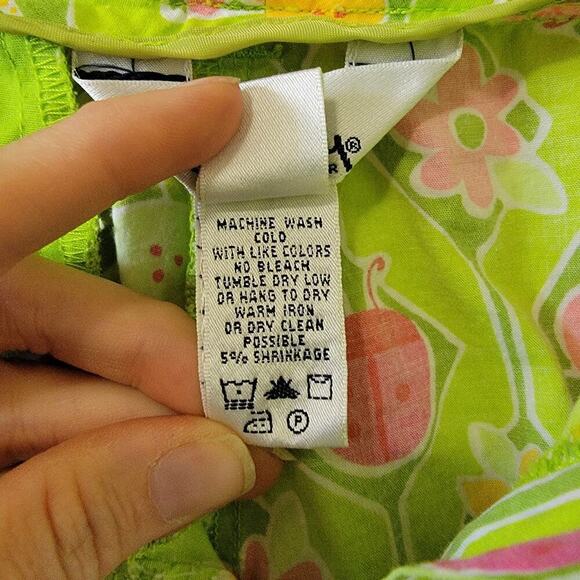 ®
R
MACHINE WASH
COLD
WITH LIKE COLORS
NO BLEACH
TUMBLE DRY LOW
OR HANG TO DRY
WARM IRON
OR DRY CLEAN
POSSIBLE
5% SHRINKAGE
P